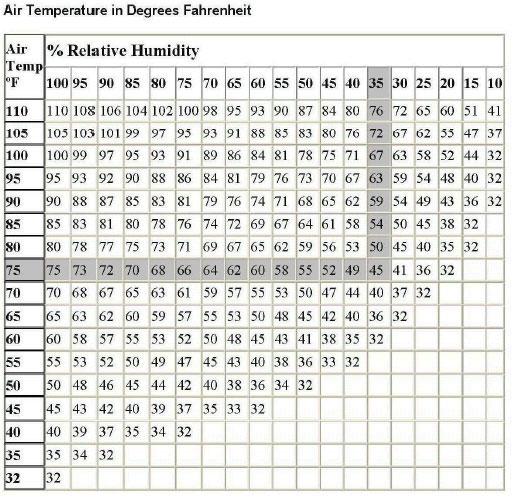 Air Temperature in Degrees Fahrenheit
Air Temp °F % Relative Humidity
100 95 90 85 80 75 70 65 60 55 50 45 40 35 30 25 20 15 10
110 110 108 106 104 102 100 98 95 93 90 87 84 80 76 72 65 60 51 41
105 105 103 101 99 97 95 93 91 88 85 83 80 76 72 67 62 55 47 37
100 100 99 97 95 93 91 89 86 84 81 78 75 71 67 63 58 52 44 32
95 95 93 92 90 88 86 84 81 79 76 73 70 67 63 59 54 48 40 32
90 90 88 87 85 83 81 79 76 74 71 68 65 62 59 54 49 43 36 32
85 85 83 81 80 78 76 74 72 69 67 64 61 58 54 50 45 38 32
80 80 78 77 75 73 71 69 67 65 62 59 56 53 50 45 40 35 32
75 75 73 72 70 68 66 64 62 60 58 55 52 49 45 41 36 32
70 70 68 67 65 63 61 59 57 55 53 50 47 44 40 37 32
65 65 63 62 60 59 57 55 53 50 48 45 42 40 36 32
60 60 58 57 55 53 52 50 48 45 43 41 38 35 32
55 55 53 52 50 49 47 45 43 40 38 36 33 32
50 50 48 46 45 44 42 40 38 36 34 32
45 45 43 42 40 39 37 35 33 32
40 40 39 37 35 34 32
35 35 34 32
32 32